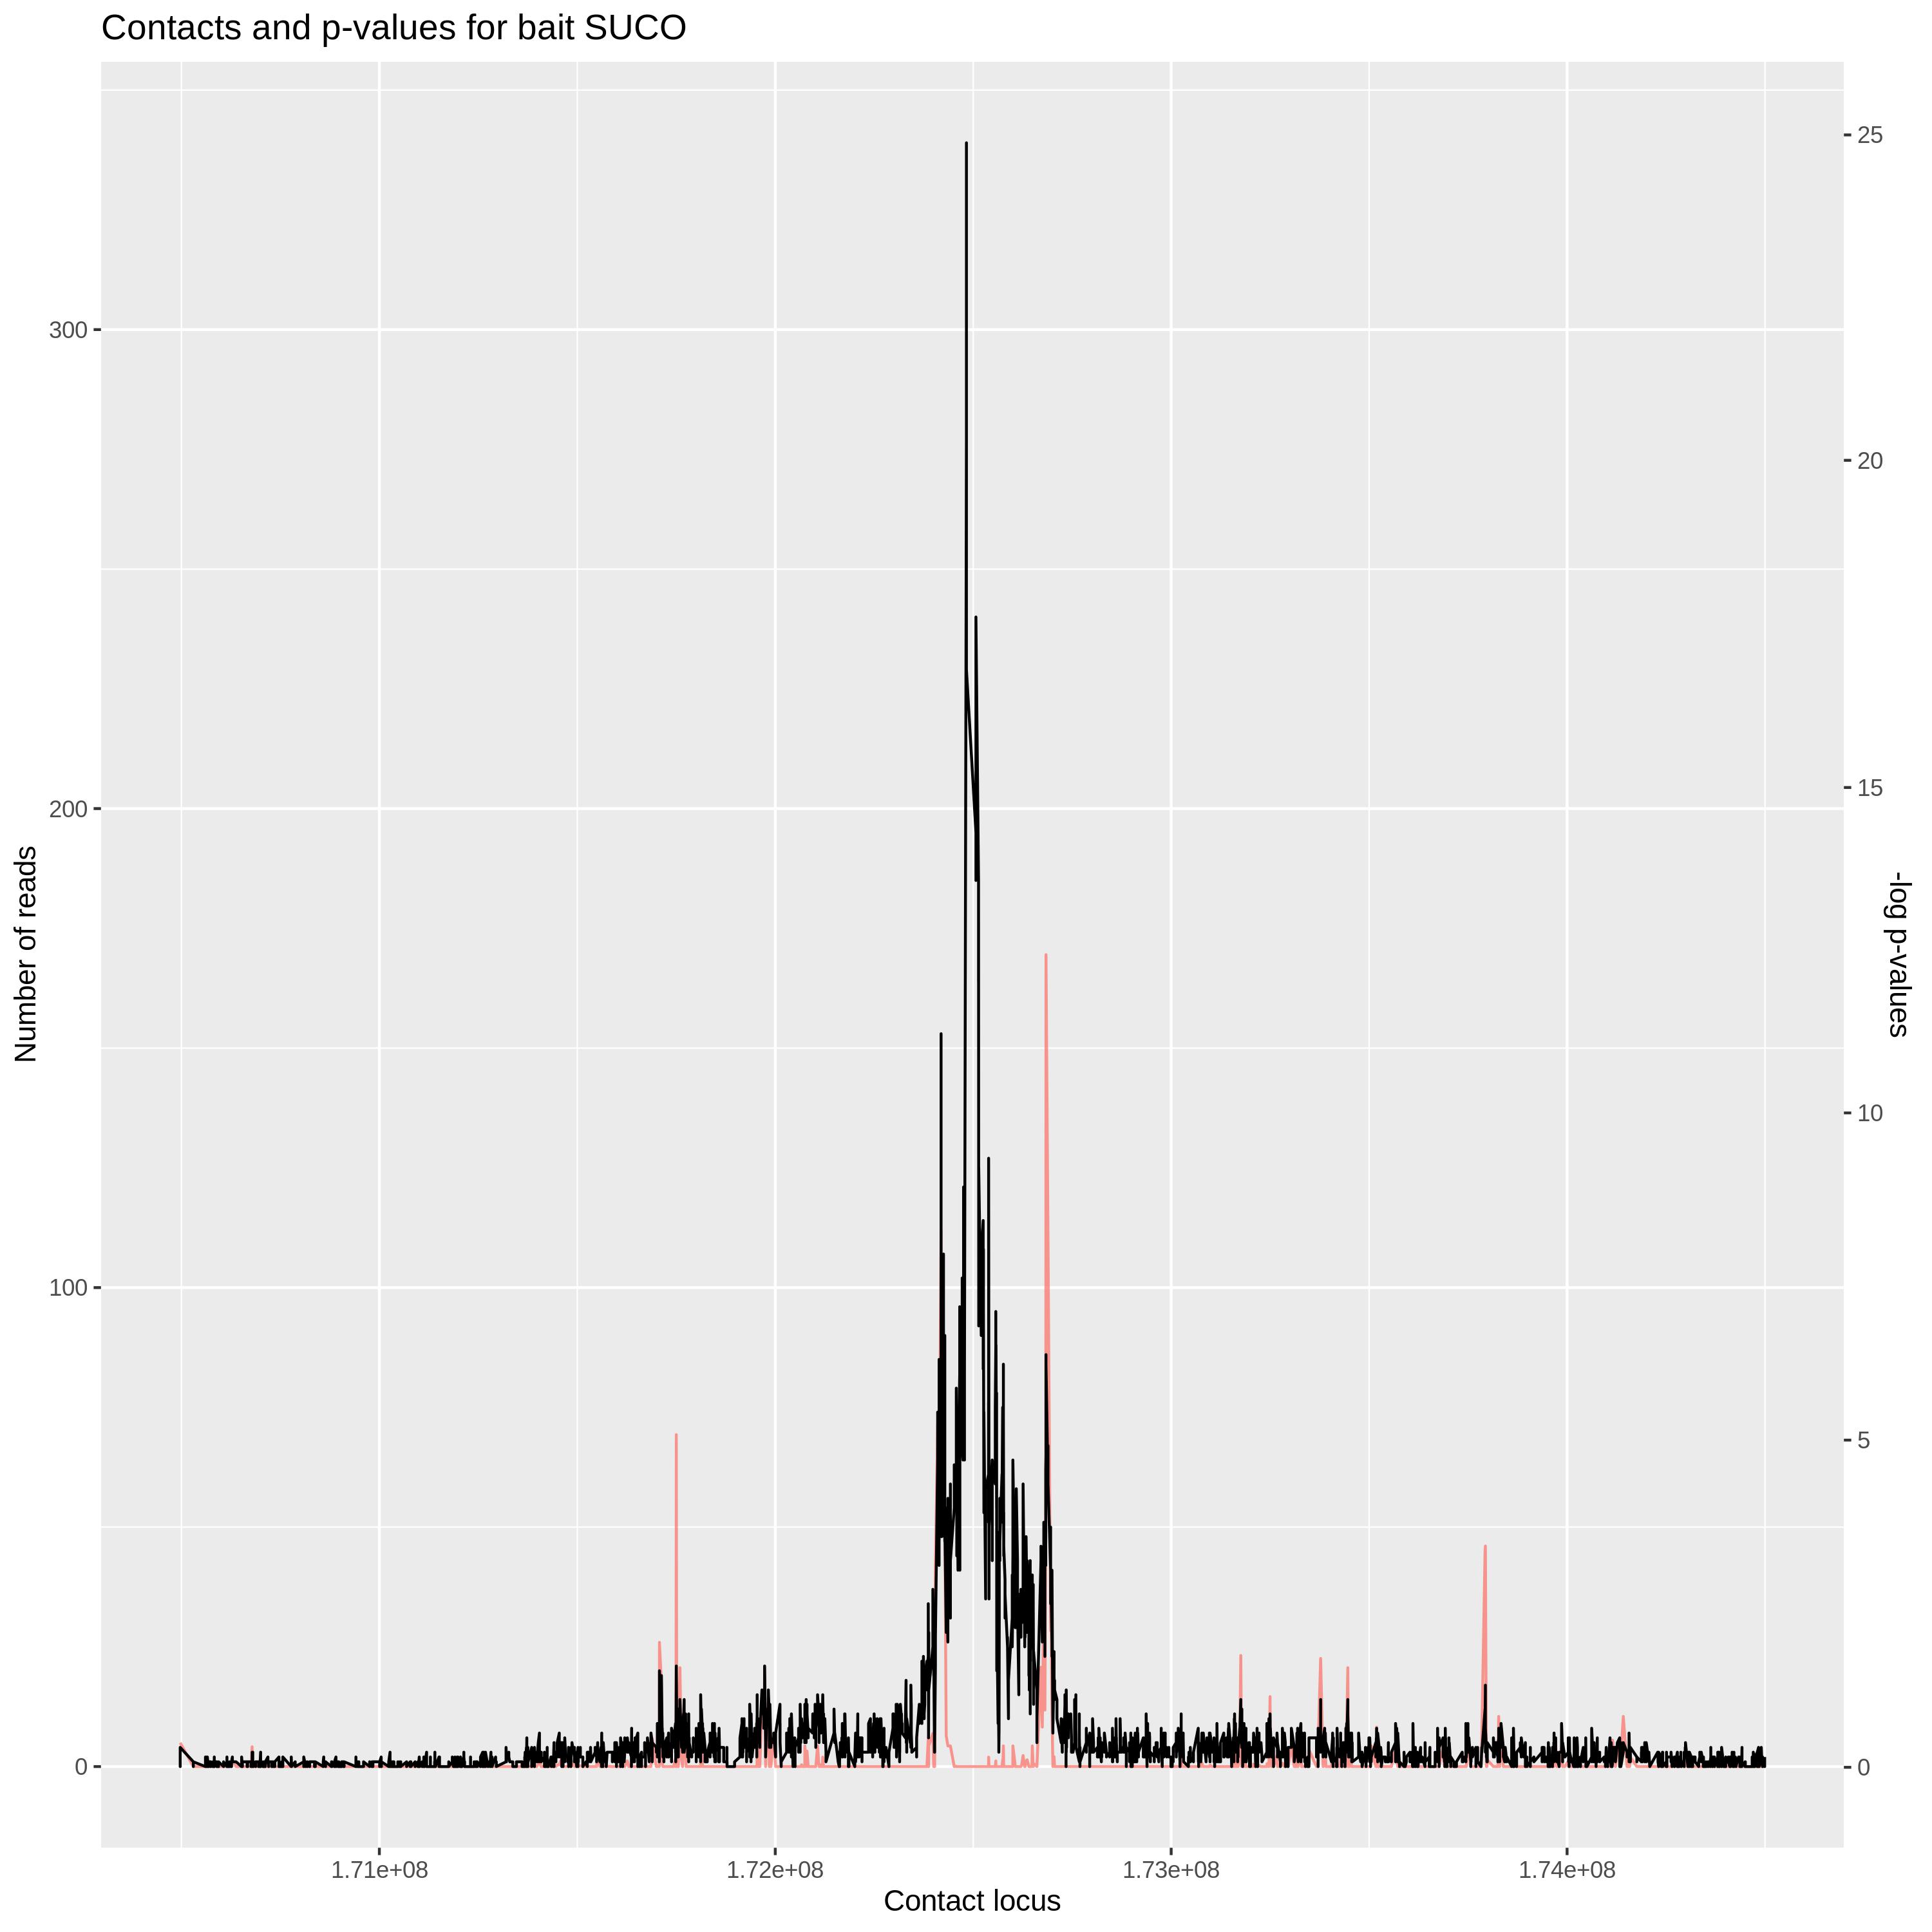 Contacts and p-values for bait SUCO
300
200
100
0
25
20
15
10
5
0
Number of reads
-log p-values
1.71e+08
1.72e+08
1.73e+08
1.74e+08
Contact locus